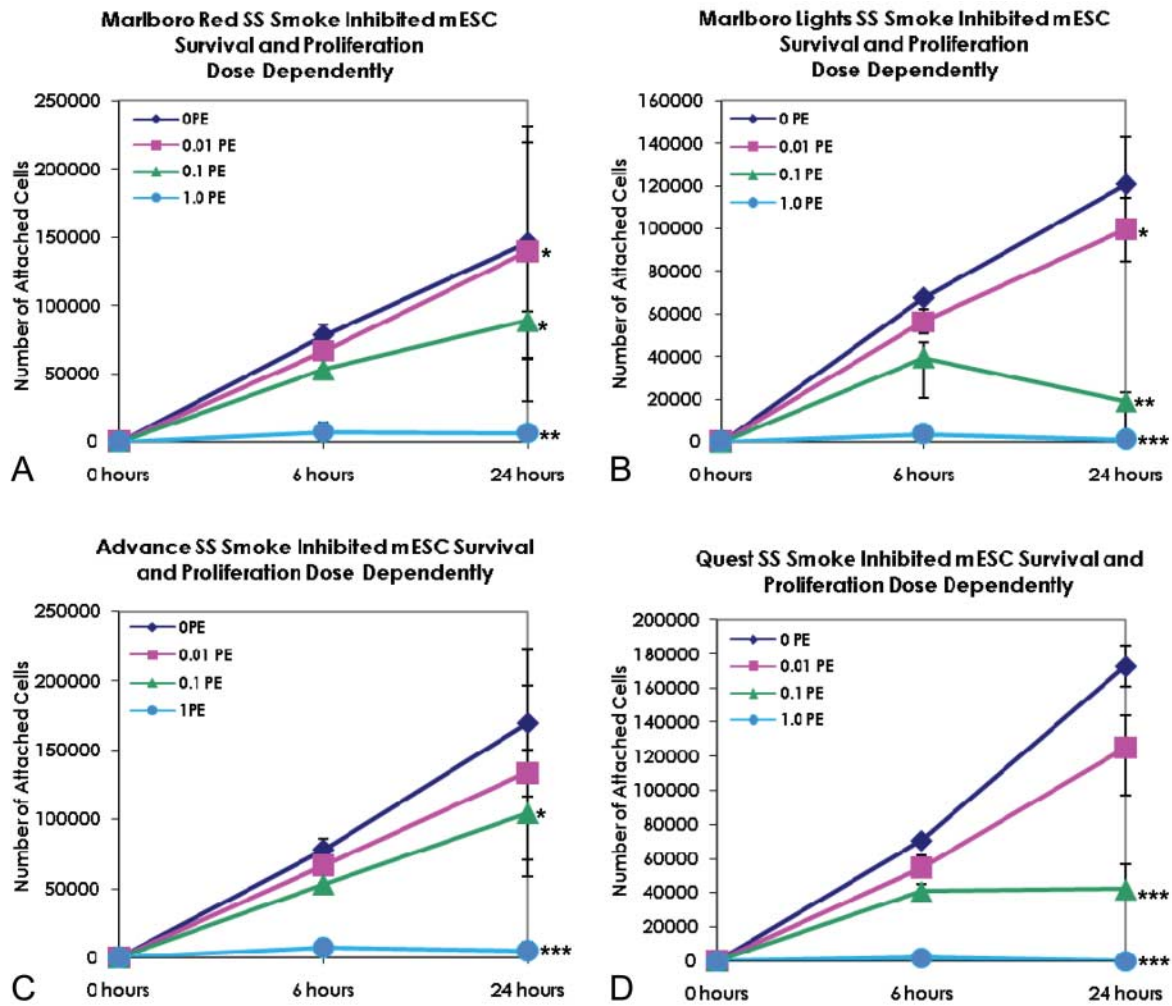 Marlboro Red SS Smoke Inhibited mESC
Survival and Proliferation
Dose Dependently
250000
200000
150000
100000
50000
0
Number of Attached Cells
0PE
0.01 PE
0.1 PE
1.0 PE
*
*
**
0 hours
6 hours
24 hours
A
Marlboro Lights SS Smoke Inhibited mESC
Survival and Proliferation
Dose Dependently
160000
140000
120000
100000
80000
60000
40000
20000
0
Number of Attached Cells
0 PE
0.01 PE
0.1 PE
1.0 PE
*
**
***
0 hours
6 hours
24 hours
B
Advance SS Smoke Inhibited mESC Survival
and Proliferation Dose Dependently
250000
200000
150000
100000
50000
0
Number of Attached Cells
0PE
0.01 PE
0.1 PE
1PE
*
***
0 hours
6 hours
24 hours
C
Quest SS Smoke Inhibited mESC Survival and
Proliferation Dose Dependently
200000
180000
160000
140000
120000
100000
80000
60000
40000
20000
0
Number of Attached Cells
0 PE
0.01 PE
0.1 PE
1.0 PE
***
***
0 hours
6 hours
24 hours
D